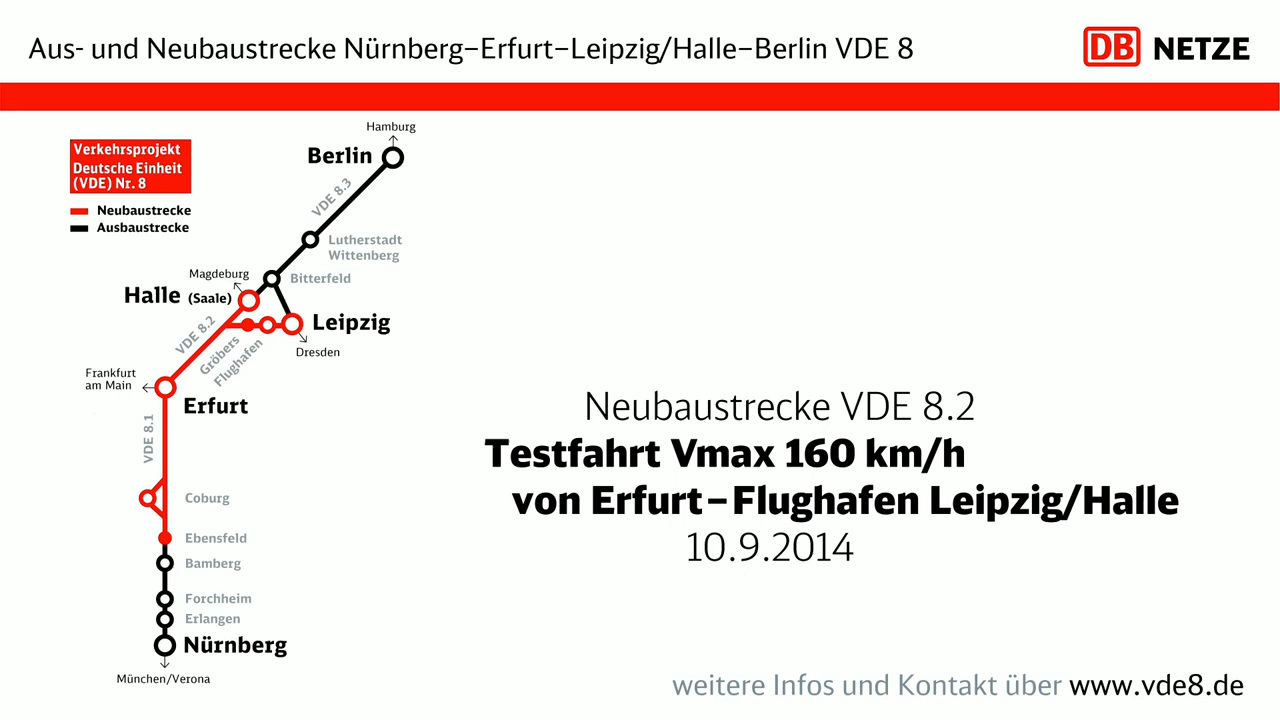 Aus- und Neubaustrecke Nürnberg–Erfurt–Leipzig/Halle–Berlin VDE 8
DB NETZE
Verkehrsprojekt
Deutsche Einheit
(VDE) Nr. 8
Neubaustrecke
Ausbaustrecke
Hamburg
Berlin
VDE 8.3
Lutherstadt
Wittenberg
Magdeburg
Bitterfeld
Halle (Saale)
Leipzig
VDE 8.2
Gröbers
Flughafen
Dresden
Frankfurt
am Main
Erfurt
VDE 8.1
Coburg
Ebensfeld
Bamberg
Forchheim
Erlangen
Nürnberg
München/Verona
Neubaustrecke VDE 8.2
Testfahrt Vmax 160 km/h
von Erfurt–Flughafen Leipzig/Halle
10.9.2014
weitere Infos und Kontakt über www.vde8.de